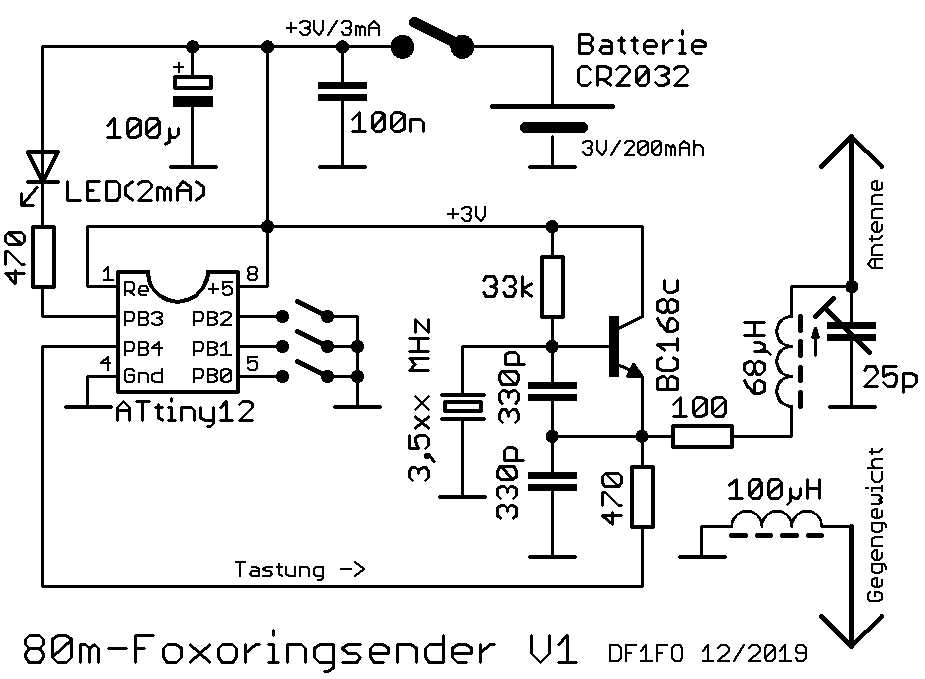 +3V/3mA
Batterie
CR2032
100µ
+
100n
3V/200mAh
LED(2mA)
470
+3V
Antenne
1
8
Re
+5
PB3
PB2
PB4
PB1
4
5
Gnd
PB0
ATtiny12
33k
BC168c
3,5xx MHz
330p
330p
68µH
25p
100
470
100µH
Gegengewicht
Tastung ->
80m-Foxoringsender V1 DF1FO 12/2019